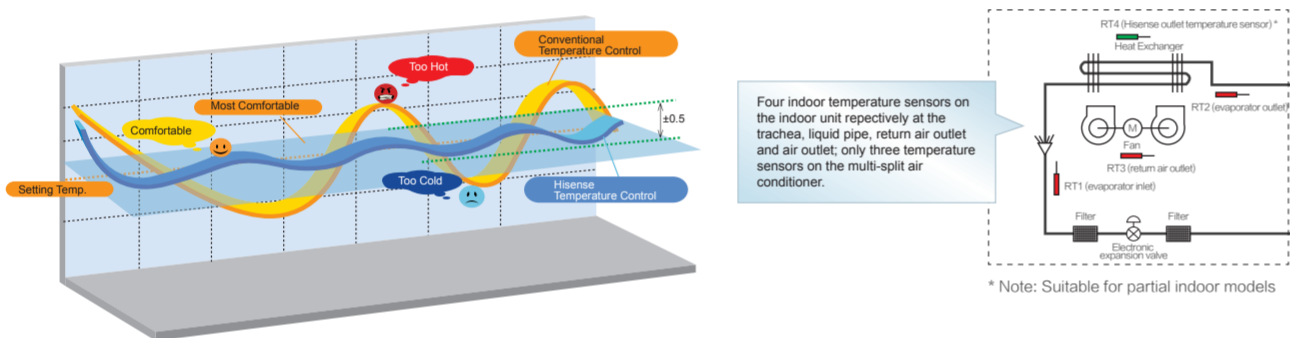 Conventional
Temperature Control
Too Hot
Most Comfortable
Comfortable
±0.5
Setting Temp.
Too Cold
Hisense
Temperature Control
Four indoor temperature sensors on
the indoor unit repectively at the
trachea, liquid pipe, return air outlet
and air outlet; only three temperature
sensors on the multi-split air
conditioner.
RT4 (Hisense outlet temperature sensor) *
Heat Exchanger
RT2 (evaporator outlet)
M
Fan
RT3 (return air outlet)
RT1 (evaporator inlet)
Filter
Filter
Electronic
expansion valve
* Note: Suitable for partial indoor models